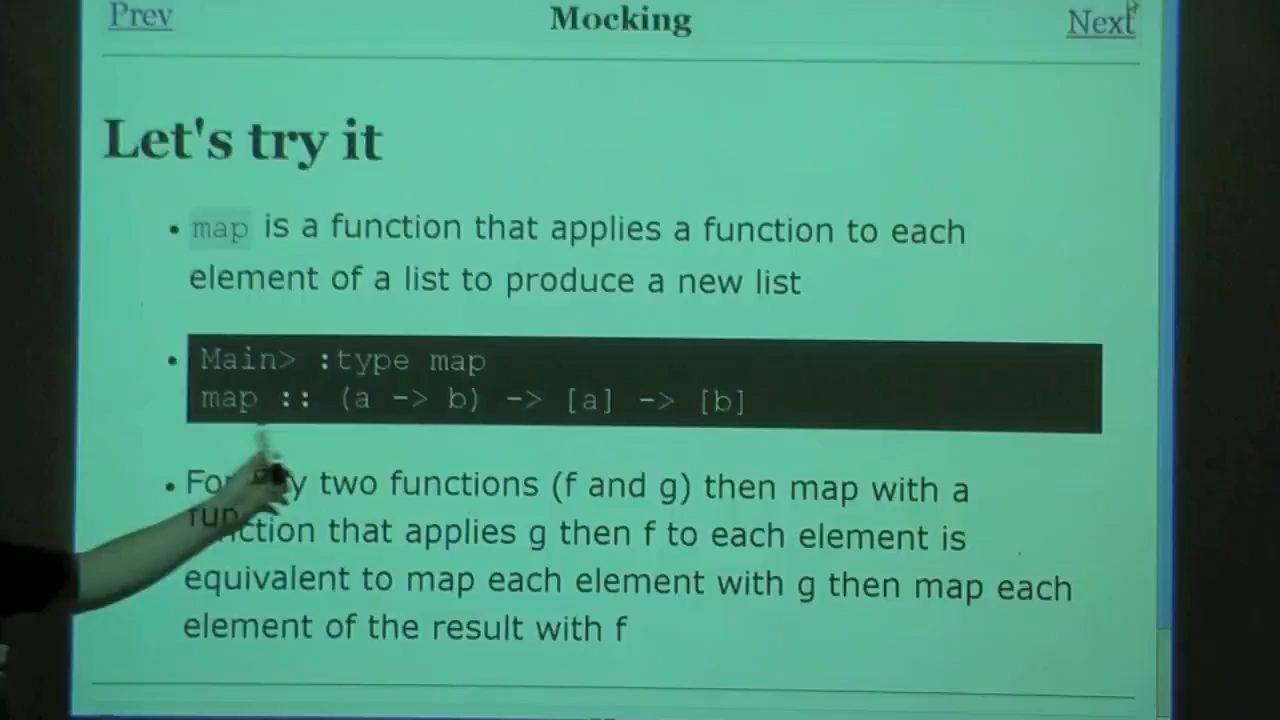 Prev Mocking Next
Let's try it
• map is a function that applies a function to each
element of a list to produce a new list
• Main> :type map
map :: (a -> b) -> [a] -> [b]
• For two functions (f and g) then map with a
function that applies g then f to each element is
equivalent to map each element with g then map each
element of the result with f